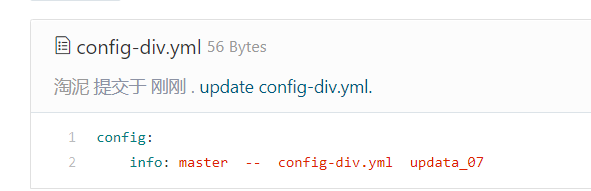 config-div.yml 56 Bytes
淘泥 提交于 刚刚 . update config-div.yml.
1 config:
2 info: master -- config-div.yml updata_07